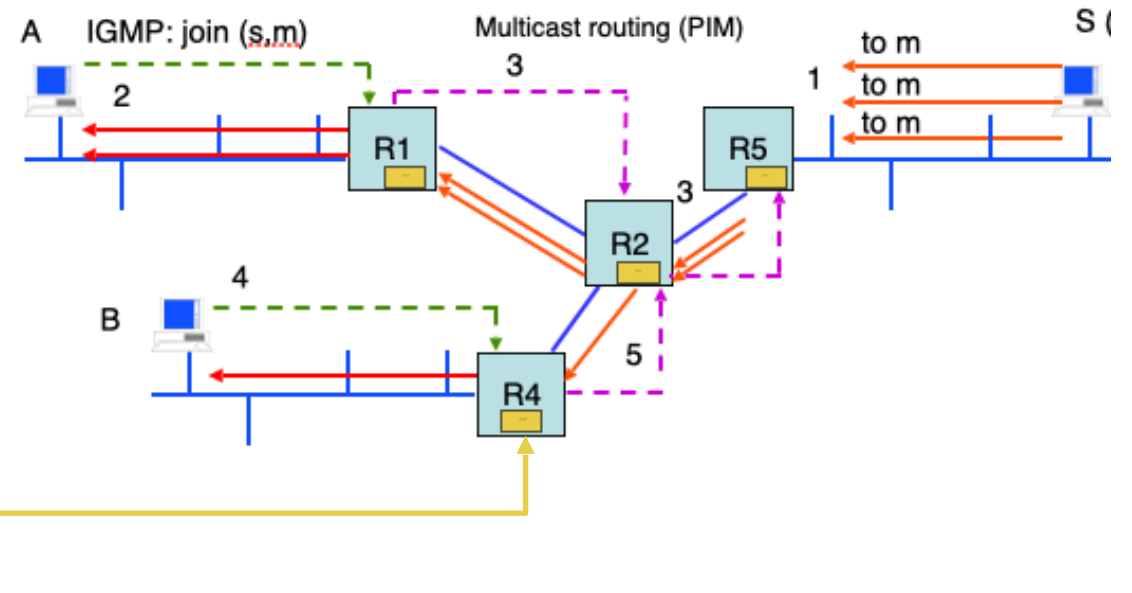 A
IGMP: join (s,m)
Multicast routing (PIM)
S (
to m
3
1
to m
2
to m
R1
R5
3
R2
4
B
5
R4